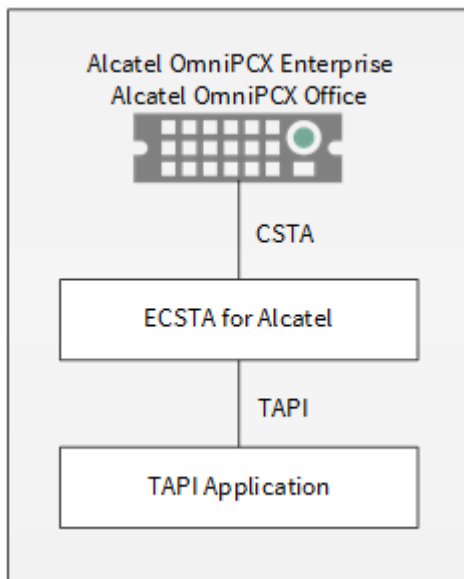 Alcatel OmniPCX Enterprise
Alcatel OmniPCX Office
CSTA
ECSTA for Alcatel
TAPI
TAPI Application